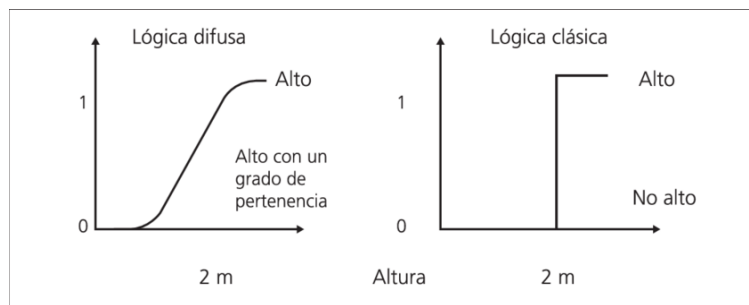 Lógica difusa
1
Alto
Alto con un
grado de
pertenencia
0
2 m
Lógica clásica
1
Alto
No alto
0
Altura
2 m